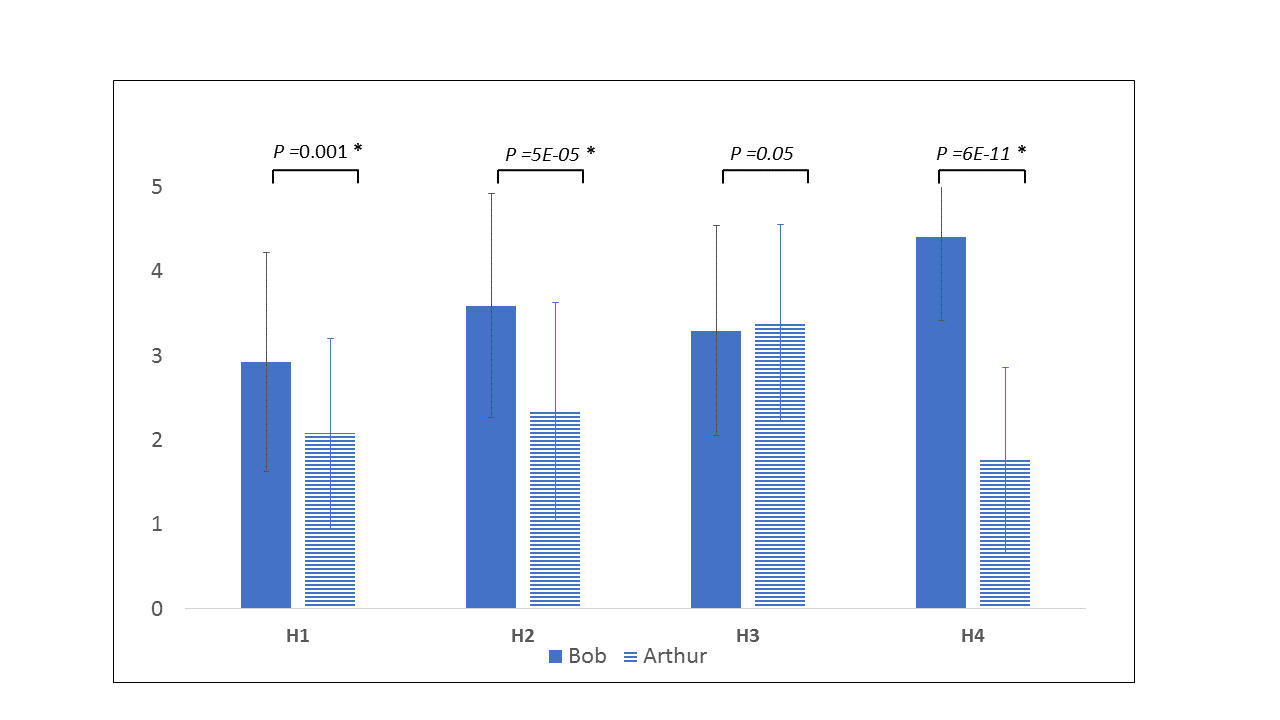 P =0.001 *
P =5E-05 *
P =0.05
P =6E-11 *
5
4
3
2
1
0
H1 H2 H3 H4
Bob Arthur